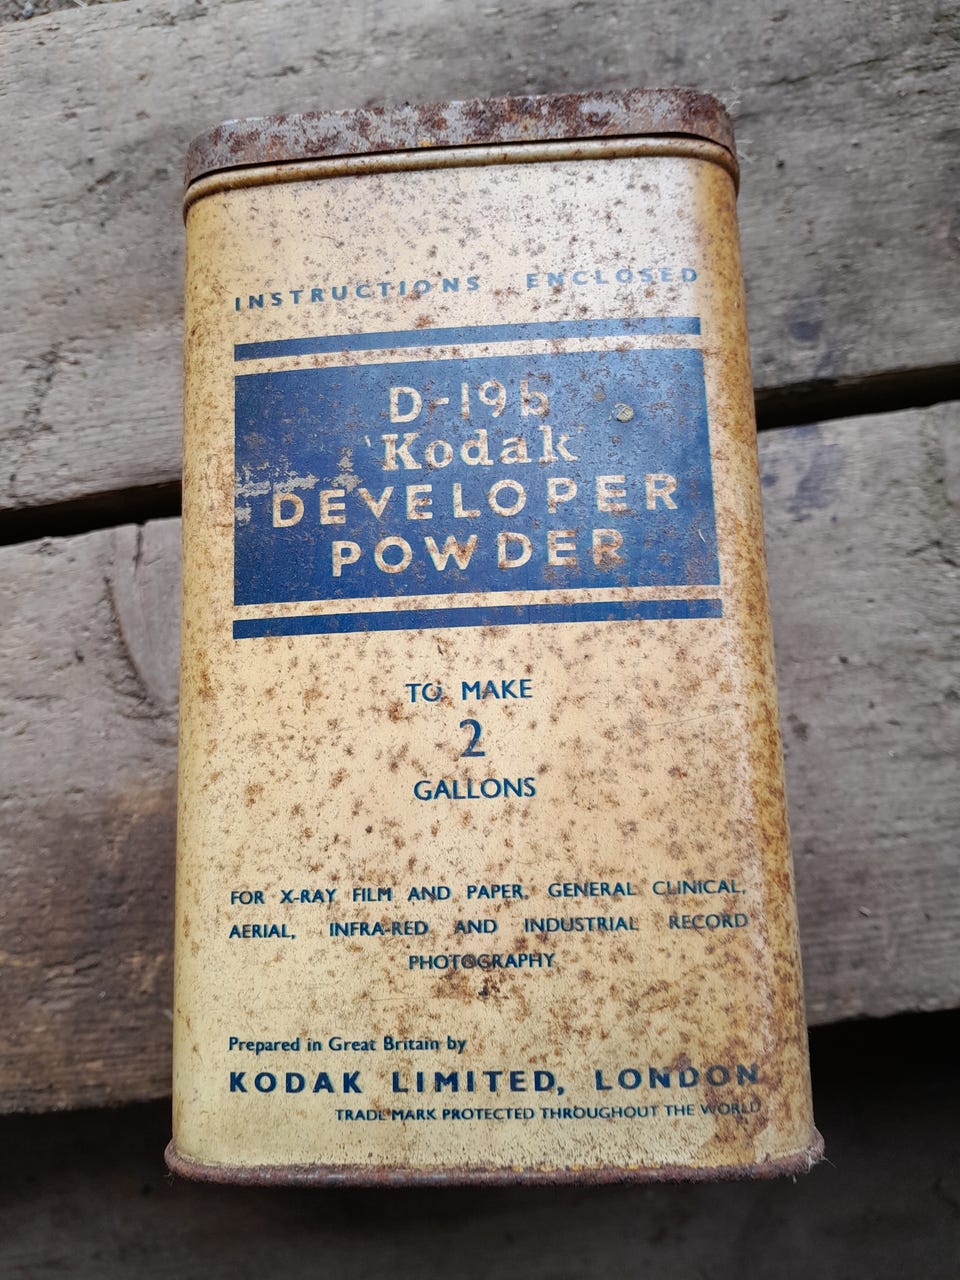 INSTRUCTIONS ENCLOSED
D-19b
'Kodak'
DEVELOPER
POWDER
TO MAKE
2
GALLONS
FOR X-RAY FILM AND PAPER, GENERAL CLINICAL,
AERIAL, INFRA-RED AND INDUSTRIAL RECORD
PHOTOGRAPHY
Prepared in Great Britain by
KODAK LIMITED, LONDON
TRADE MARK PROTECTED THROUGHOUT THE WORLD